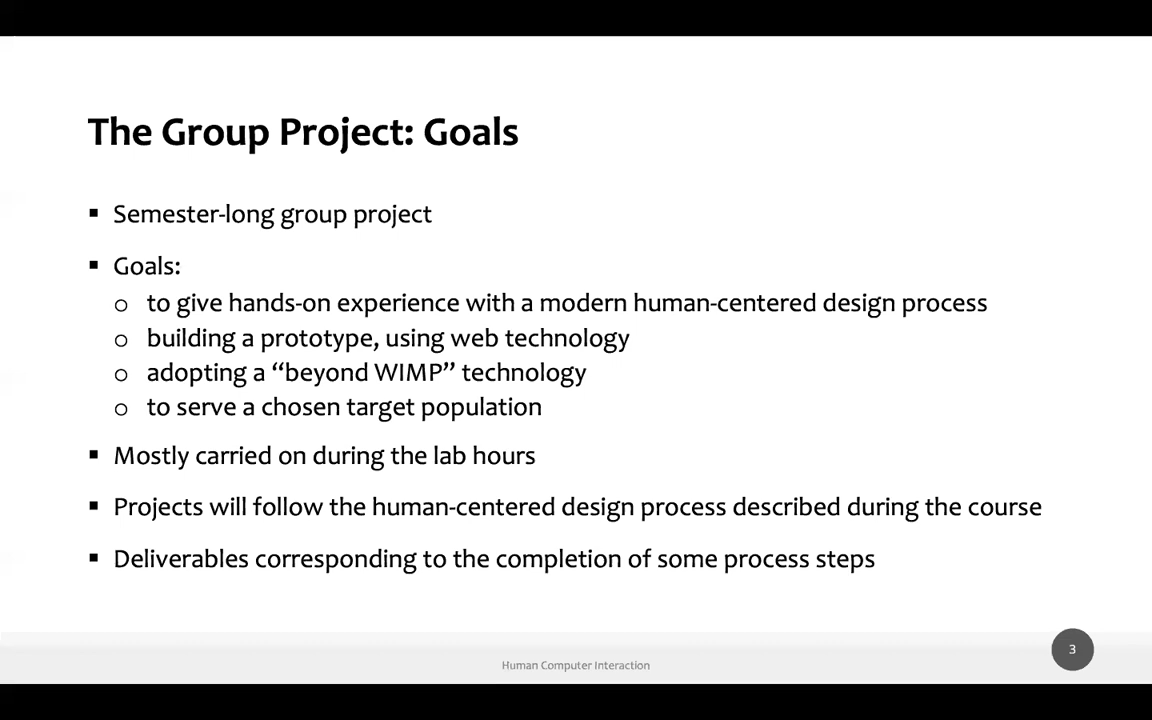 The Group Project: Goals
▪ Semester-long group project
▪ Goals:
o to give hands-on experience with a modern human-centered design process
o building a prototype, using web technology
o adopting a “beyond WIMP” technology
o to serve a chosen target population
▪ Mostly carried on during the lab hours
▪ Projects will follow the human-centered design process described during the course
▪ Deliverables corresponding to the completion of some process steps
3
Human Computer Interaction